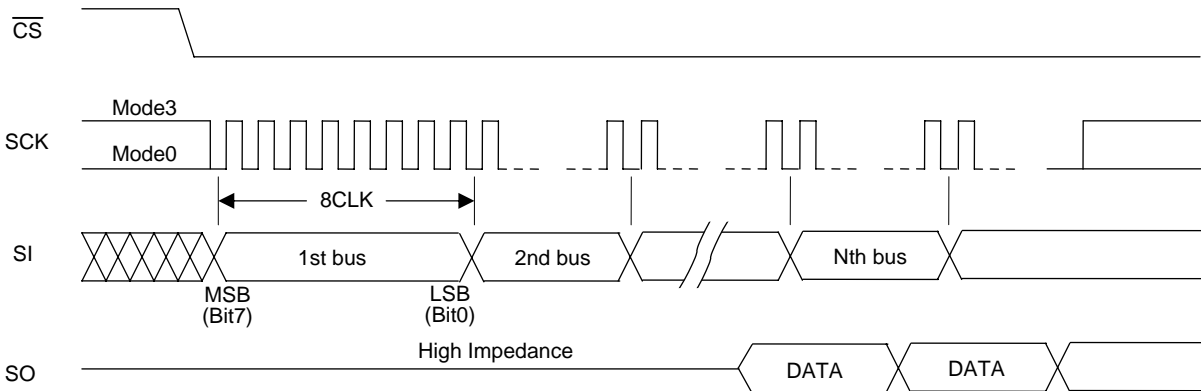 CS
Mode3
SCK
Mode0
8CLK
SI
1st bus
2nd bus
Nth bus
MSB
(Bit7)
LSB
(Bit0)
High Impedance
SO
DATA
DATA